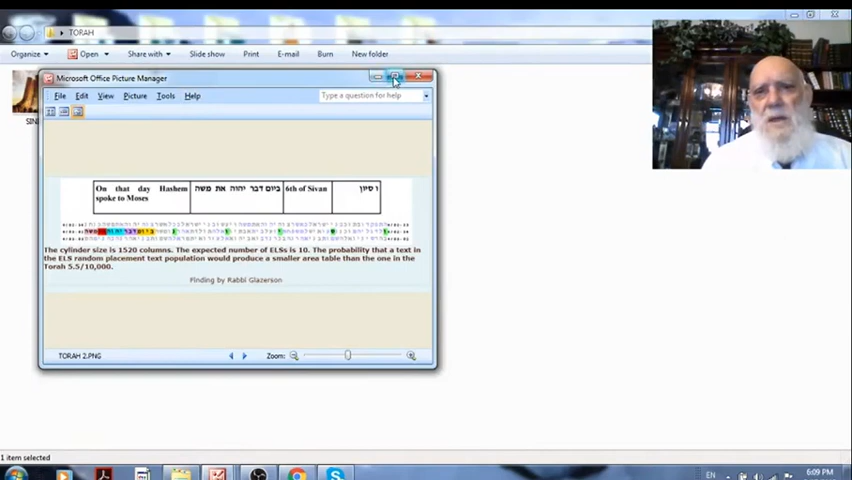 TORAH
Organize
Open
Share with
Slide show
Print
E-mail
Burn
New folder
Microsoft Office Picture Manager
File Edit View Picture Tools Help
Type a question for help
On that day Hashem
spoke to Moses
ביום דבר יהוה את משה
6th of Sivan
ו סיון
The cylinder size is 1520 columns. The expected number of ELSs is 10. The probability that a text in
the ELS random placement text population would produce a smaller area table than the one in the
Torah 5.5/10,000.
Finding by Rabbi Glazerson
TORAH 2.PNG
Zoom:
1 item selected
EN
6:09 PM